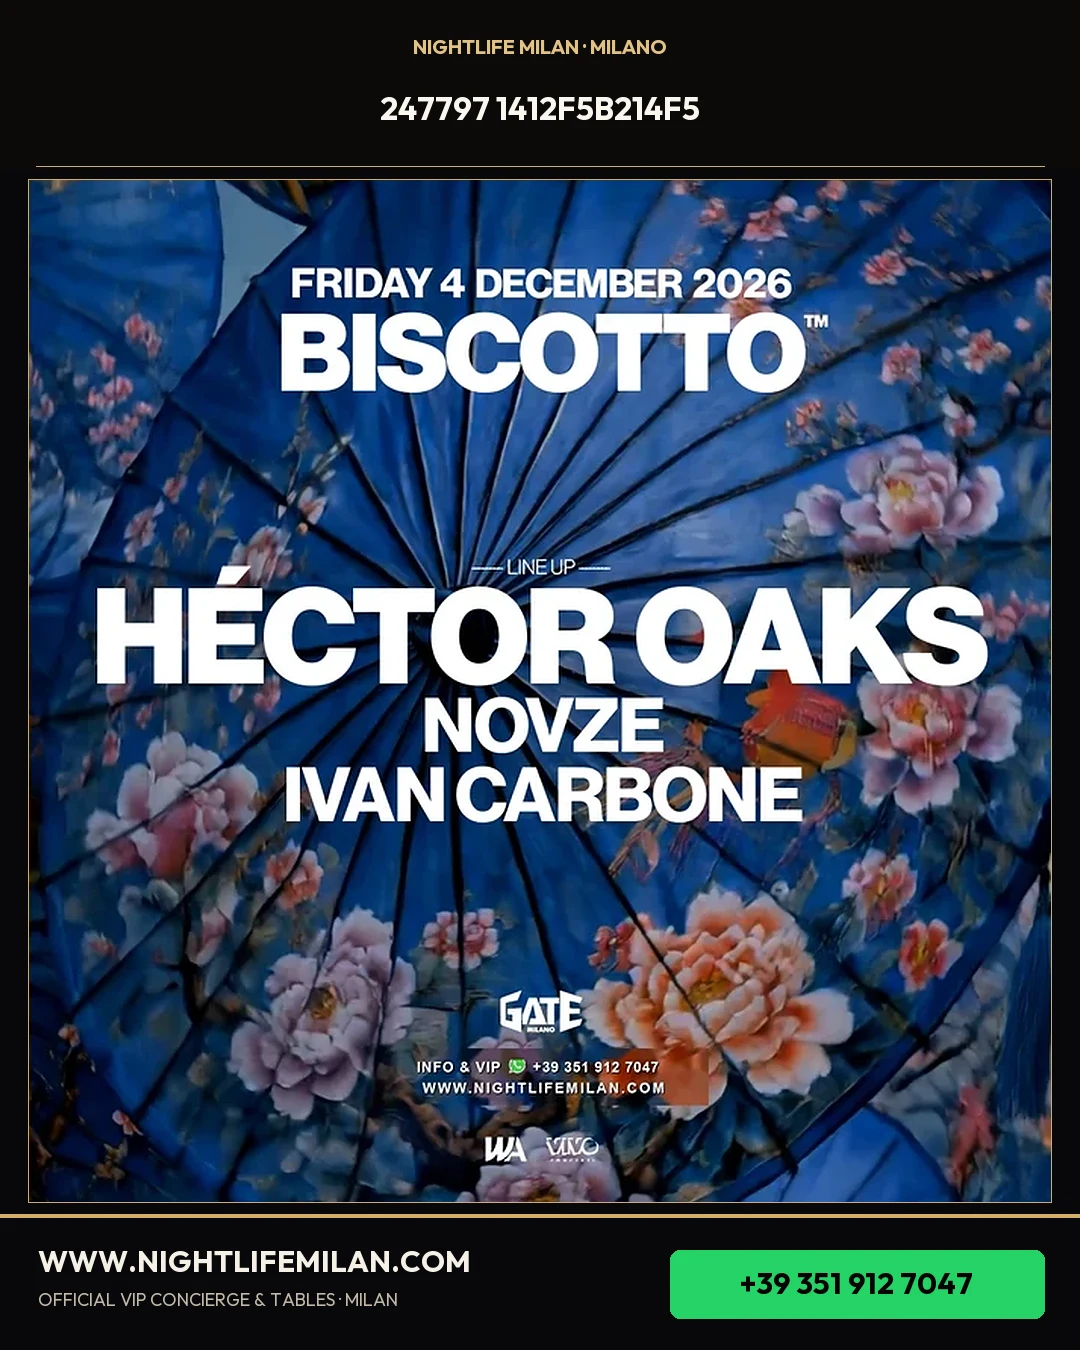 NIGHTLIFE MILAN · MILANO
247797 1412F5B214F5
FRIDAY 4 DECEMBER 2026
BISCOTTO™
LINE UP
HÉCTOR OAKS
NOVZE
IVAN CARBONE
GATE
MILANO
INFO & VIP +39 351 912 7047
WWW.NIGHTLIFEMILAN.COM
WA VIVO
WWW.NIGHTLIFEMILAN.COM
OFFICIAL VIP CONCIERGE & TABLES · MILAN
+39 351 912 7047